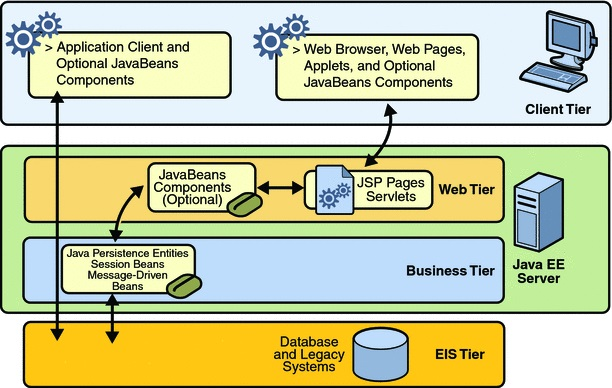 > Application Client and
Optional JavaBeans
Components
> Web Browser, Web Pages,
Applets, and Optional
JavaBeans Components
Client Tier
JavaBeans
Components
(Optional)
JSP Pages
Servlets
Web Tier
Java Persistence Entities
Session Beans
Message-Driven
Beans
Business Tier
Java EE
Server
Database
and Legacy
Systems
EIS Tier